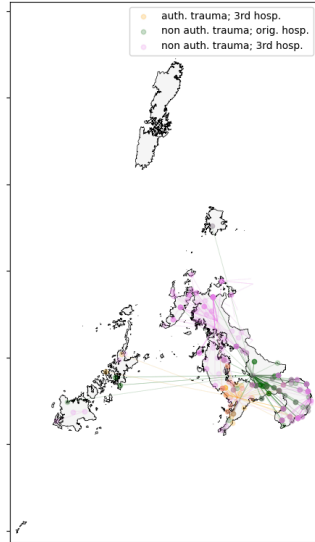 auth. trauma; 3rd hosp.
non auth. trauma; orig. hosp.
non auth. trauma; 3rd hosp.